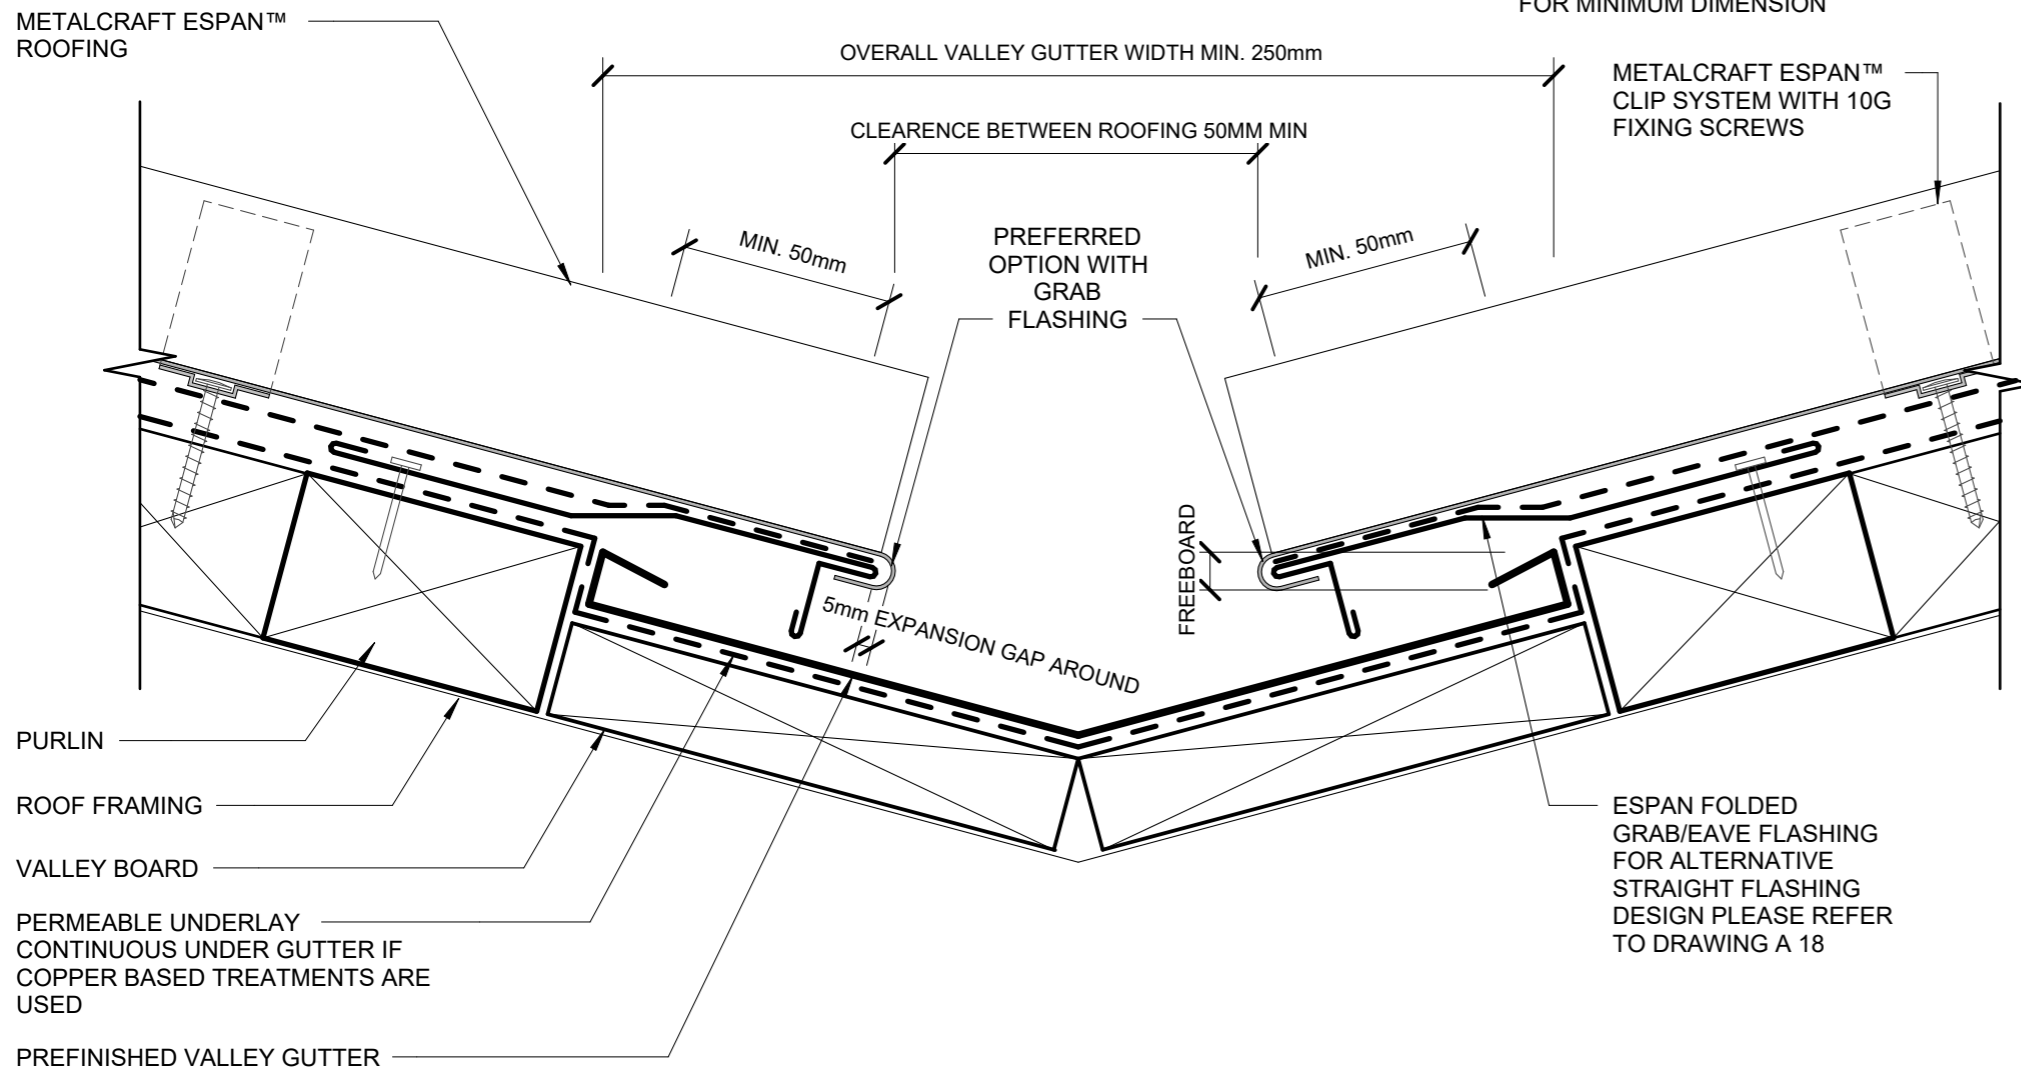 FOR MINIMUM DIMENSION
METALCRAFT ESPAN™
ROOFING
OVERALL VALLEY GUTTER WIDTH MIN. 250mm
METALCRAFT ESPAN™
CLIP SYSTEM WITH 10G
FIXING SCREWS
CLEARENCE BETWEEN ROOFING 50MM MIN
MIN. 50mm
PREFERRED
OPTION WITH
GRAB
FLASHING
MIN. 50mm
FREEBOARD
5mm EXPANSION GAP AROUND
PURLIN
ROOF FRAMING
VALLEY BOARD
PERMEABLE UNDERLAY
CONTINUOUS UNDER GUTTER IF
COPPER BASED TREATMENTS ARE
USED
PREFINISHED VALLEY GUTTER
ESPAN FOLDED
GRAB/EAVE FLASHING
FOR ALTERNATIVE
STRAIGHT FLASHING
DESIGN PLEASE REFER
TO DRAWING A 18